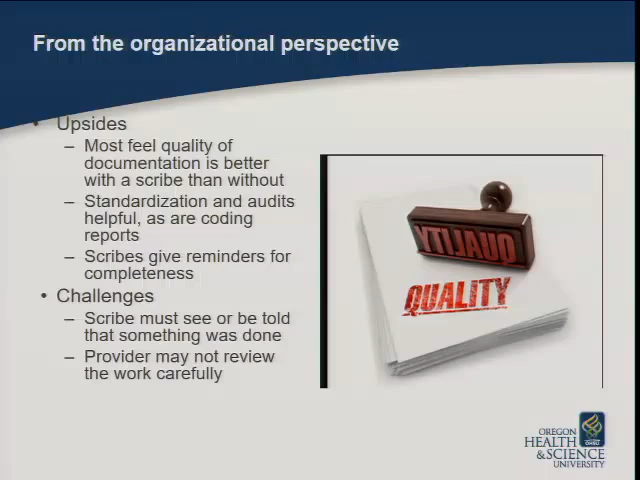 From the organizational perspective
• Upsides
– Most feel quality of
documentation is better
with a scribe than without
– Standardization and audits
helpful, as are coding
reports
– Scribes give reminders for
completeness
• Challenges
– Scribe must see or be told
that something was done
– Provider may not review
the work carefully
QUALITY
QUALITY
OREGON
HEALTH
& SCIENCE
UNIVERSITY
OHSU